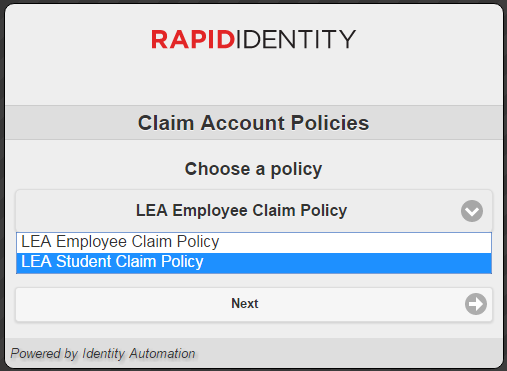 RAPIDIDENTITY
Claim Account Policies
Choose a policy
LEA Employee Claim Policy
LEA Employee Claim Policy
LEA Student Claim Policy
Next
Powered by Identity Automation